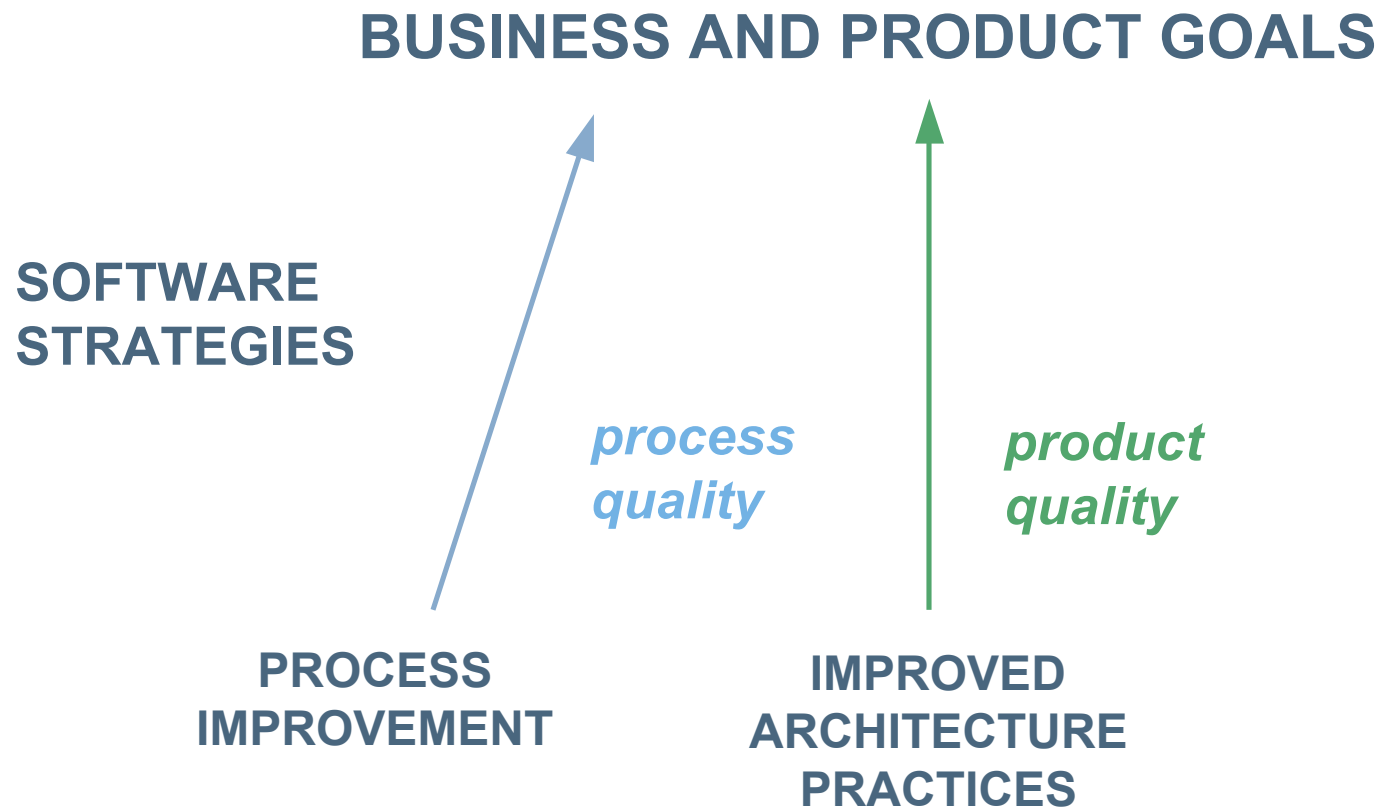 BUSINESS AND PRODUCT GOALS
SOFTWARE
STRATEGIES
process
quality
product
quality
PROCESS
IMPROVEMENT
IMPROVED
ARCHITECTURE
PRACTICES